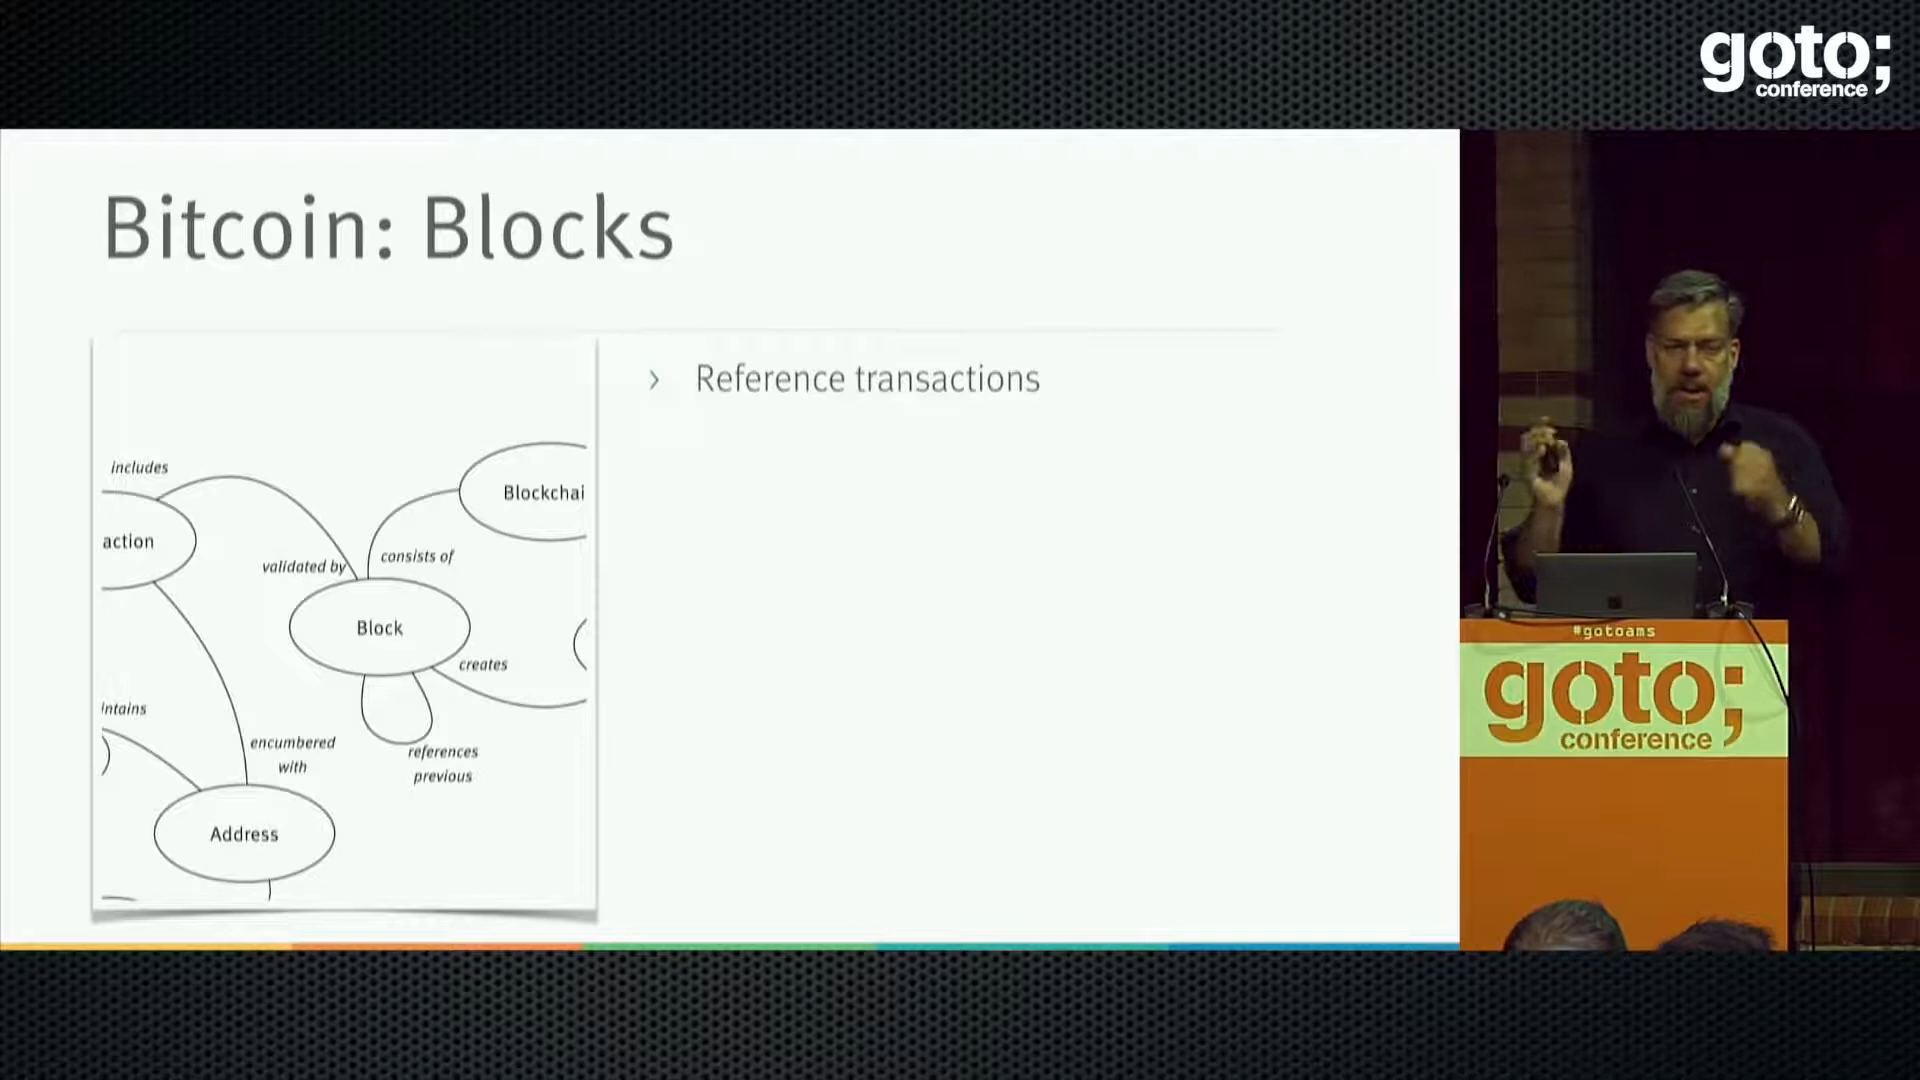 goto;
conference
Bitcoin: Blocks
› Reference transactions
includes
Blockchai
action
validated by
consists of
Block
creates
ntains
encumbered
with
references
previous
Address
#gotoams
goto;
conference